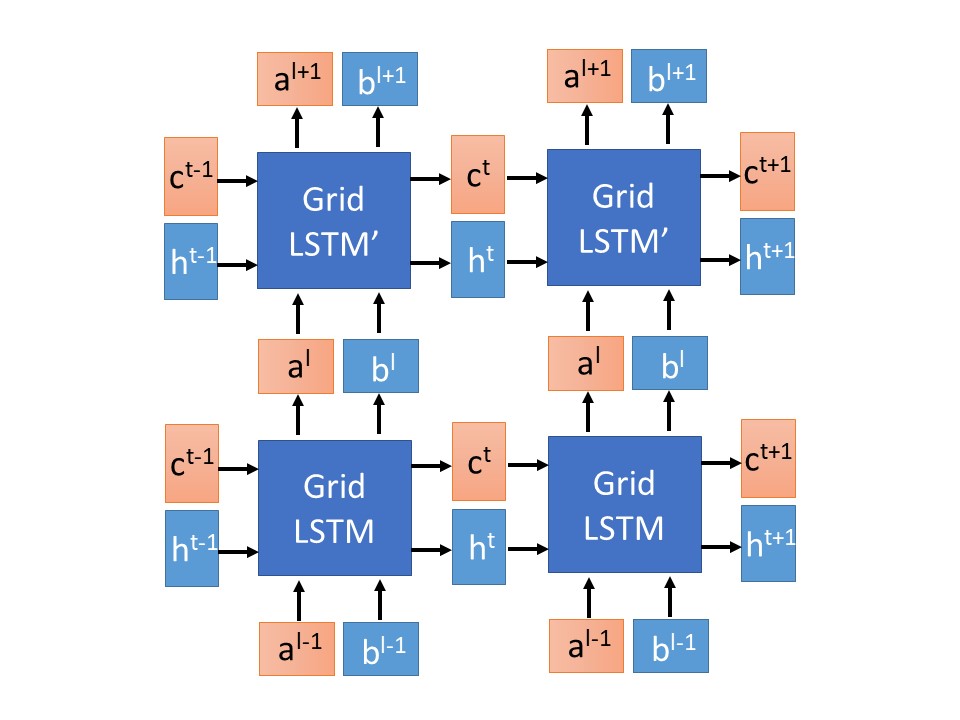 a^l+1 b^l+1 a^l+1 b^l+1
c^t-1 c^t c^t+1
Grid Grid
LSTM’ LSTM’
h^t-1 h^t h^t+1
a^l b^l a^l b^l
c^t-1 c^t c^t+1
Grid Grid
LSTM LSTM
h^t-1 h^t h^t+1
a^l-1 b^l-1 a^l-1 b^l-1